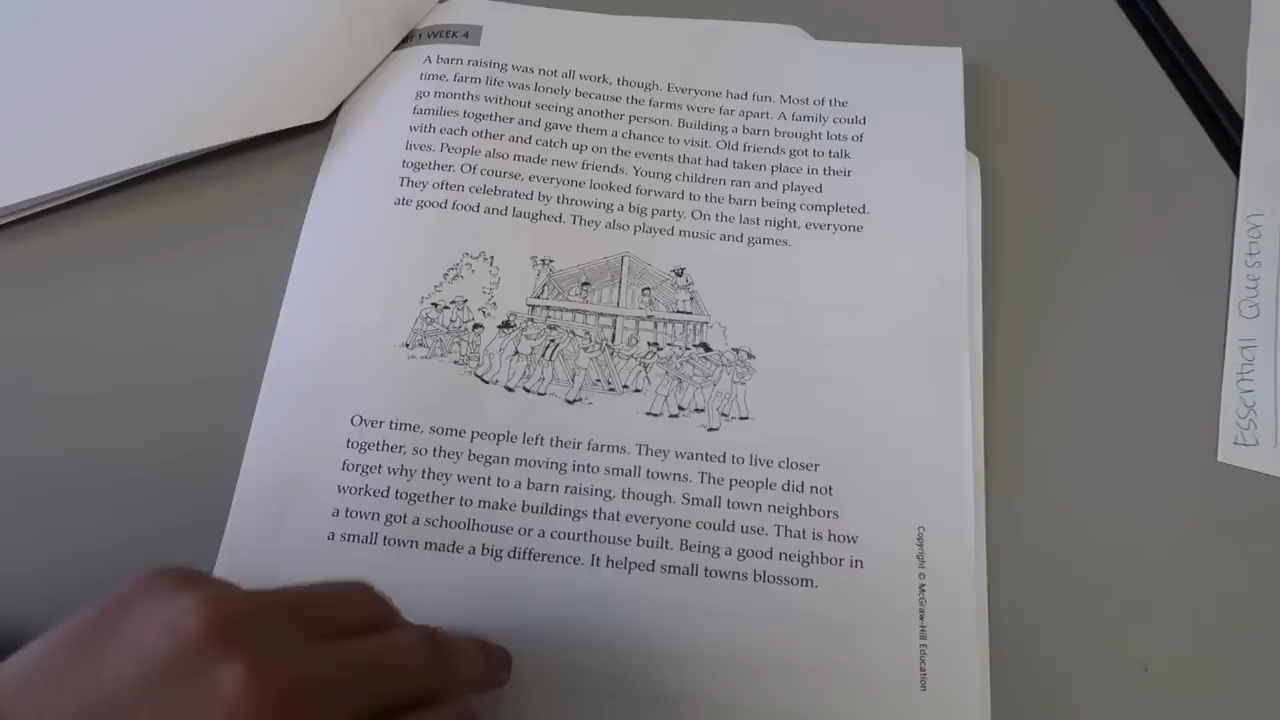 1 WEEK 4
A barn raising was not all work, though. Everyone had fun. Most of the
time, farm life was lonely because the farms were far apart. A family could
go months without seeing another person. Building a barn brought lots of
families together and gave them a chance to visit. Old friends got to talk
with each other and catch up on the events that had taken place in their
lives. People also made new friends. Young children ran and played
together. Of course, everyone looked forward to the barn being completed.
They often celebrated by throwing a big party. On the last night, everyone
ate good food and laughed. They also played music and games.
Over time, some people left their farms. They wanted to live closer
together, so they began moving into small towns. The people did not
forget why they went to a barn raising, though. Small town neighbors
worked together to make buildings that everyone could use. That is how
a town got a schoolhouse or a courthouse built. Being a good neighbor in
a small town made a big difference. It helped small towns blossom.
Copyright © McGraw-Hill Education
Essential Question